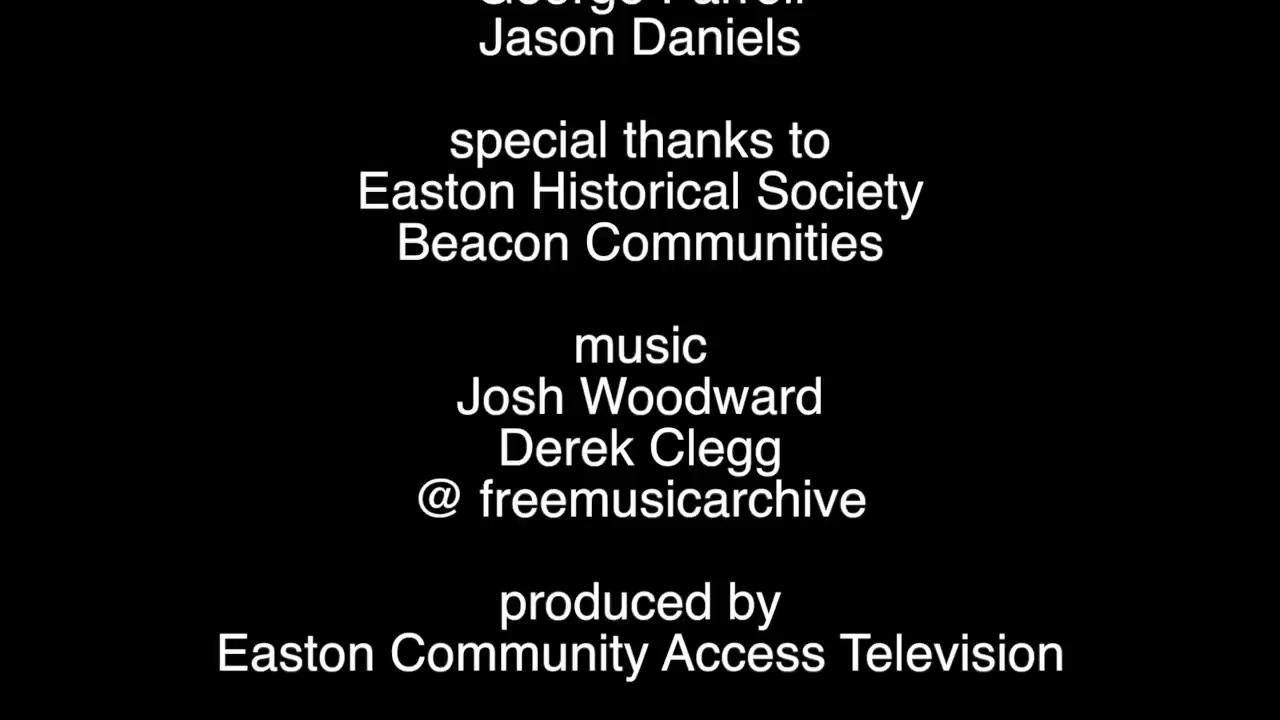 George
Jason Daniels
special thanks to
Easton Historical Society
Beacon Communities
music
Josh Woodward
Derek Clegg
@ freemusicarchive
produced by
Easton Community Access Television